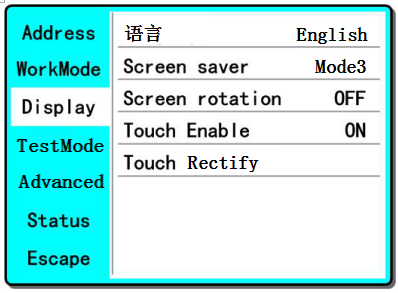 Address
WorkMode
Display
TestMode
Advanced
Status
Escape
语言 English
Screen saver Mode3
Screen rotation OFF
Touch Enable ON
Touch Rectify